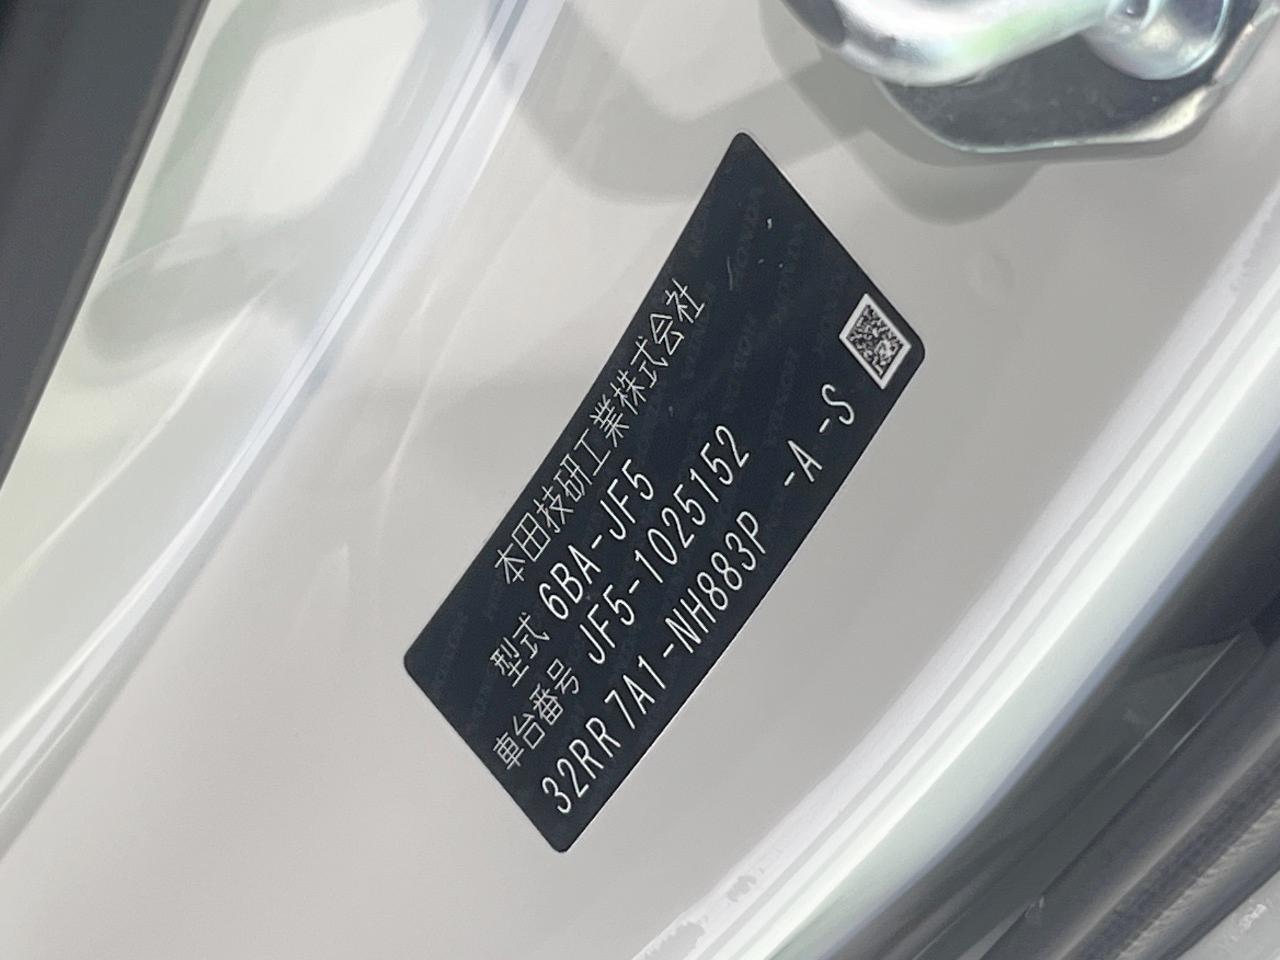 本田技研工業株式会社
型式 6BA-JF5
車台番号 JF5-1025152
32RR 7A1-NH883P -A -S